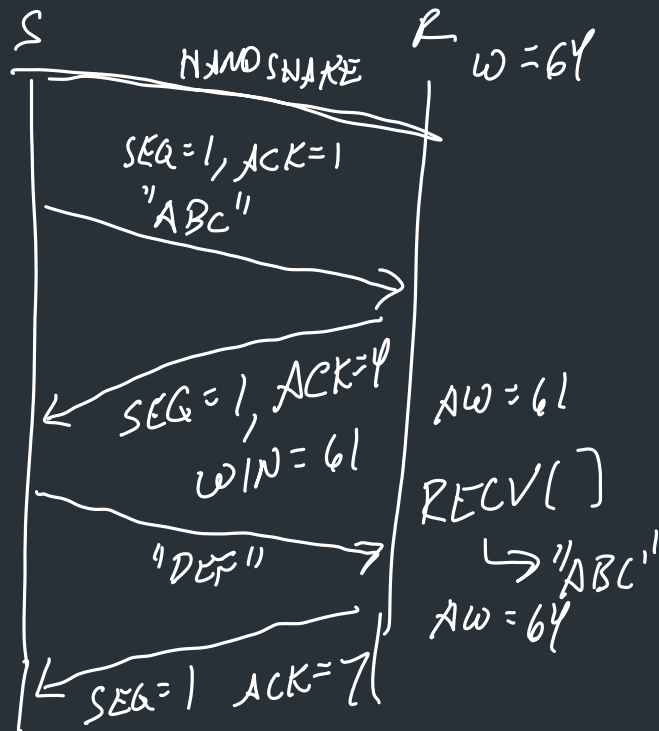 S
R
W=64
HANDSHAKE
SEQ=1, ACK=1
"ABC"
SEQ=1, ACK=4
WIN=61
AW=61
RECV()
"ABC"
"DEF"
AW=64
SEQ=1 ACK=7